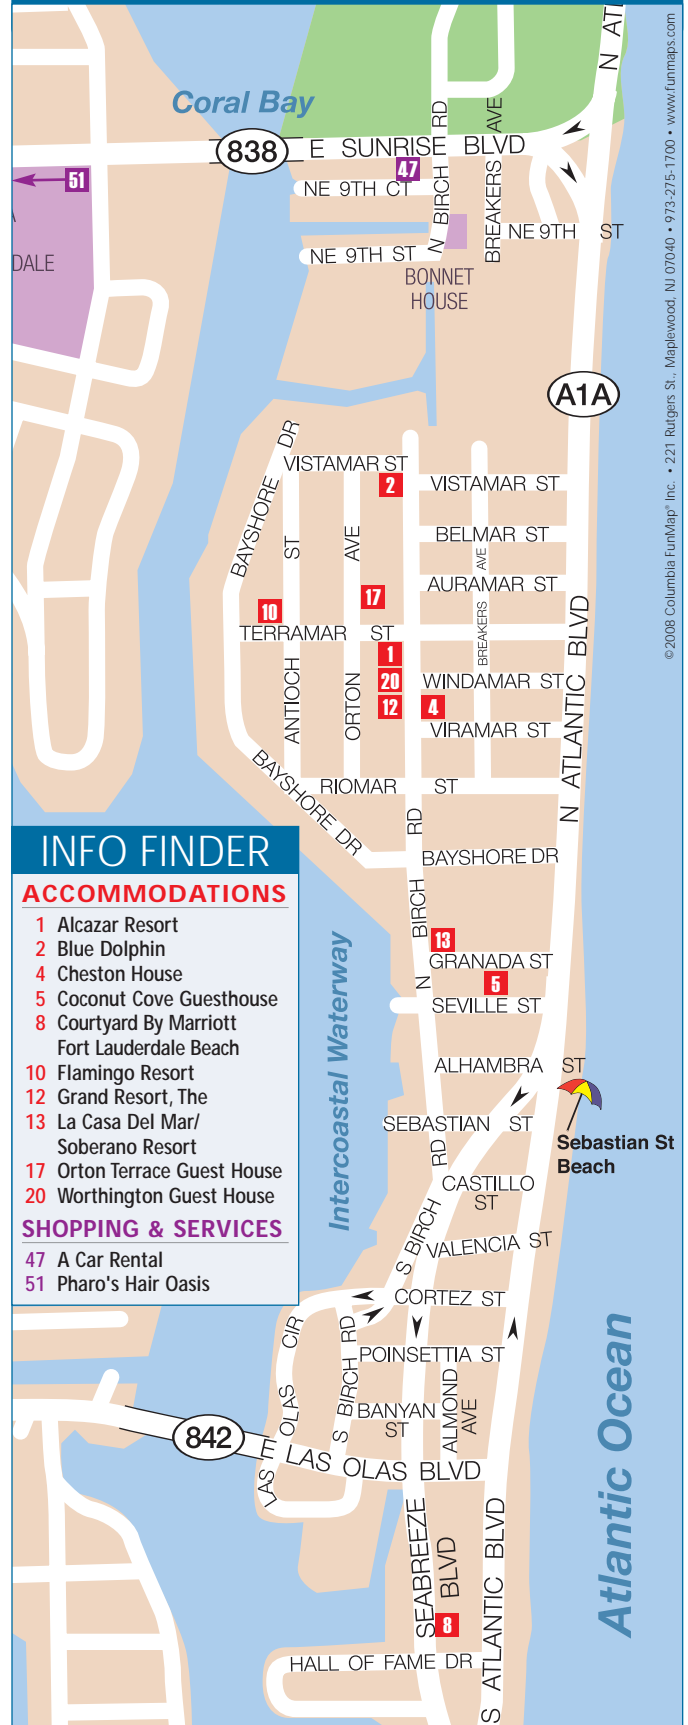 N ATL
Coral Bay
838
E SUNRISE BLVD
N BIRCH RD
BREAKERS AVE
51
47
NE 9TH CT
NE 9TH ST
NE 9TH ST
DALE
BONNET
HOUSE
A1A
©2008 Columbia FunMap® Inc. • 221 Rutgers St., Maplewood, NJ 07040 • 973-275-1700 • www.funmaps.com
BAYSHORE DR
VISTAMAR ST
2
VISTAMAR ST
BELMAR ST
AURAMAR ST
BREAKERS AVE
ANTIOCH ST
ORTON AVE
10
17
TERRAMAR ST
1
20
12
4
WINDAMAR ST
VIRAMAR ST
N ATLANTIC BLVD
RIOMAR ST
BAYSHORE DR
BAYSHORE DR
N BIRCH RD
13
GRANADA ST
5
SEVILLE ST
ALHAMBRA ST
SEBASTIAN ST
Sebastian St
Beach
Intercoastal Waterway
INFO FINDER
ACCOMMODATIONS
1 Alcazar Resort
2 Blue Dolphin
4 Cheston House
5 Coconut Cove Guesthouse
8 Courtyard By Marriott
Fort Lauderdale Beach
10 Flamingo Resort
12 Grand Resort, The
13 La Casa Del Mar/
Soberano Resort
17 Orton Terrace Guest House
20 Worthington Guest House
SHOPPING & SERVICES
47 A Car Rental
51 Pharo's Hair Oasis
S BIRCH RD
CASTILLO
ST
VALENCIA ST
CORTEZ ST
LAS OLAS CIR
S BIRCH RD
POINSETTIA ST
BANYAN
ST
ALMOND
AVE
842
E LAS OLAS BLVD
SEABREEZE
BLVD
S ATLANTIC BLVD
Atlantic Ocean
8
HALL OF FAME DR